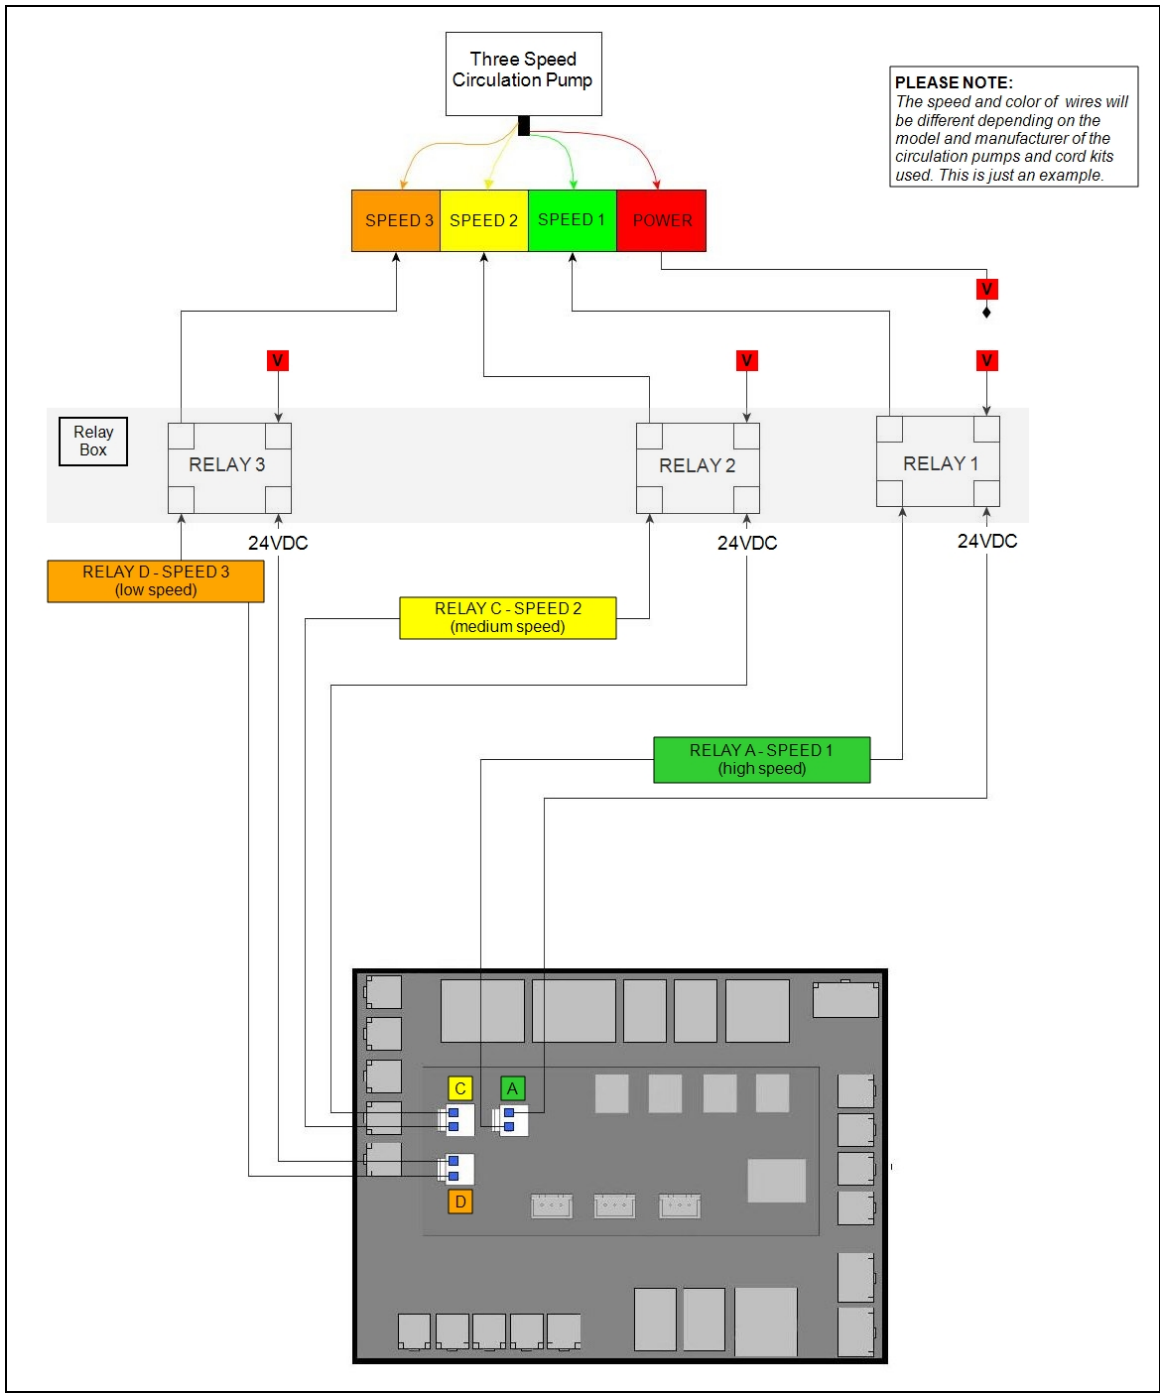 Three Speed
Circulation Pump
PLEASE NOTE:
The speed and color of wires will
be different depending on the
model and manufacturer of the
circulation pumps and cord kits
used. This is just an example.
SPEED 3
SPEED 2
SPEED 1
POWER
V
V
V
V
Relay
Box
RELAY 3
RELAY 2
RELAY 1
24VDC
24VDC
24VDC
RELAY D - SPEED 3
(low speed)
RELAY C - SPEED 2
(medium speed)
RELAY A - SPEED 1
(high speed)
C
A
D